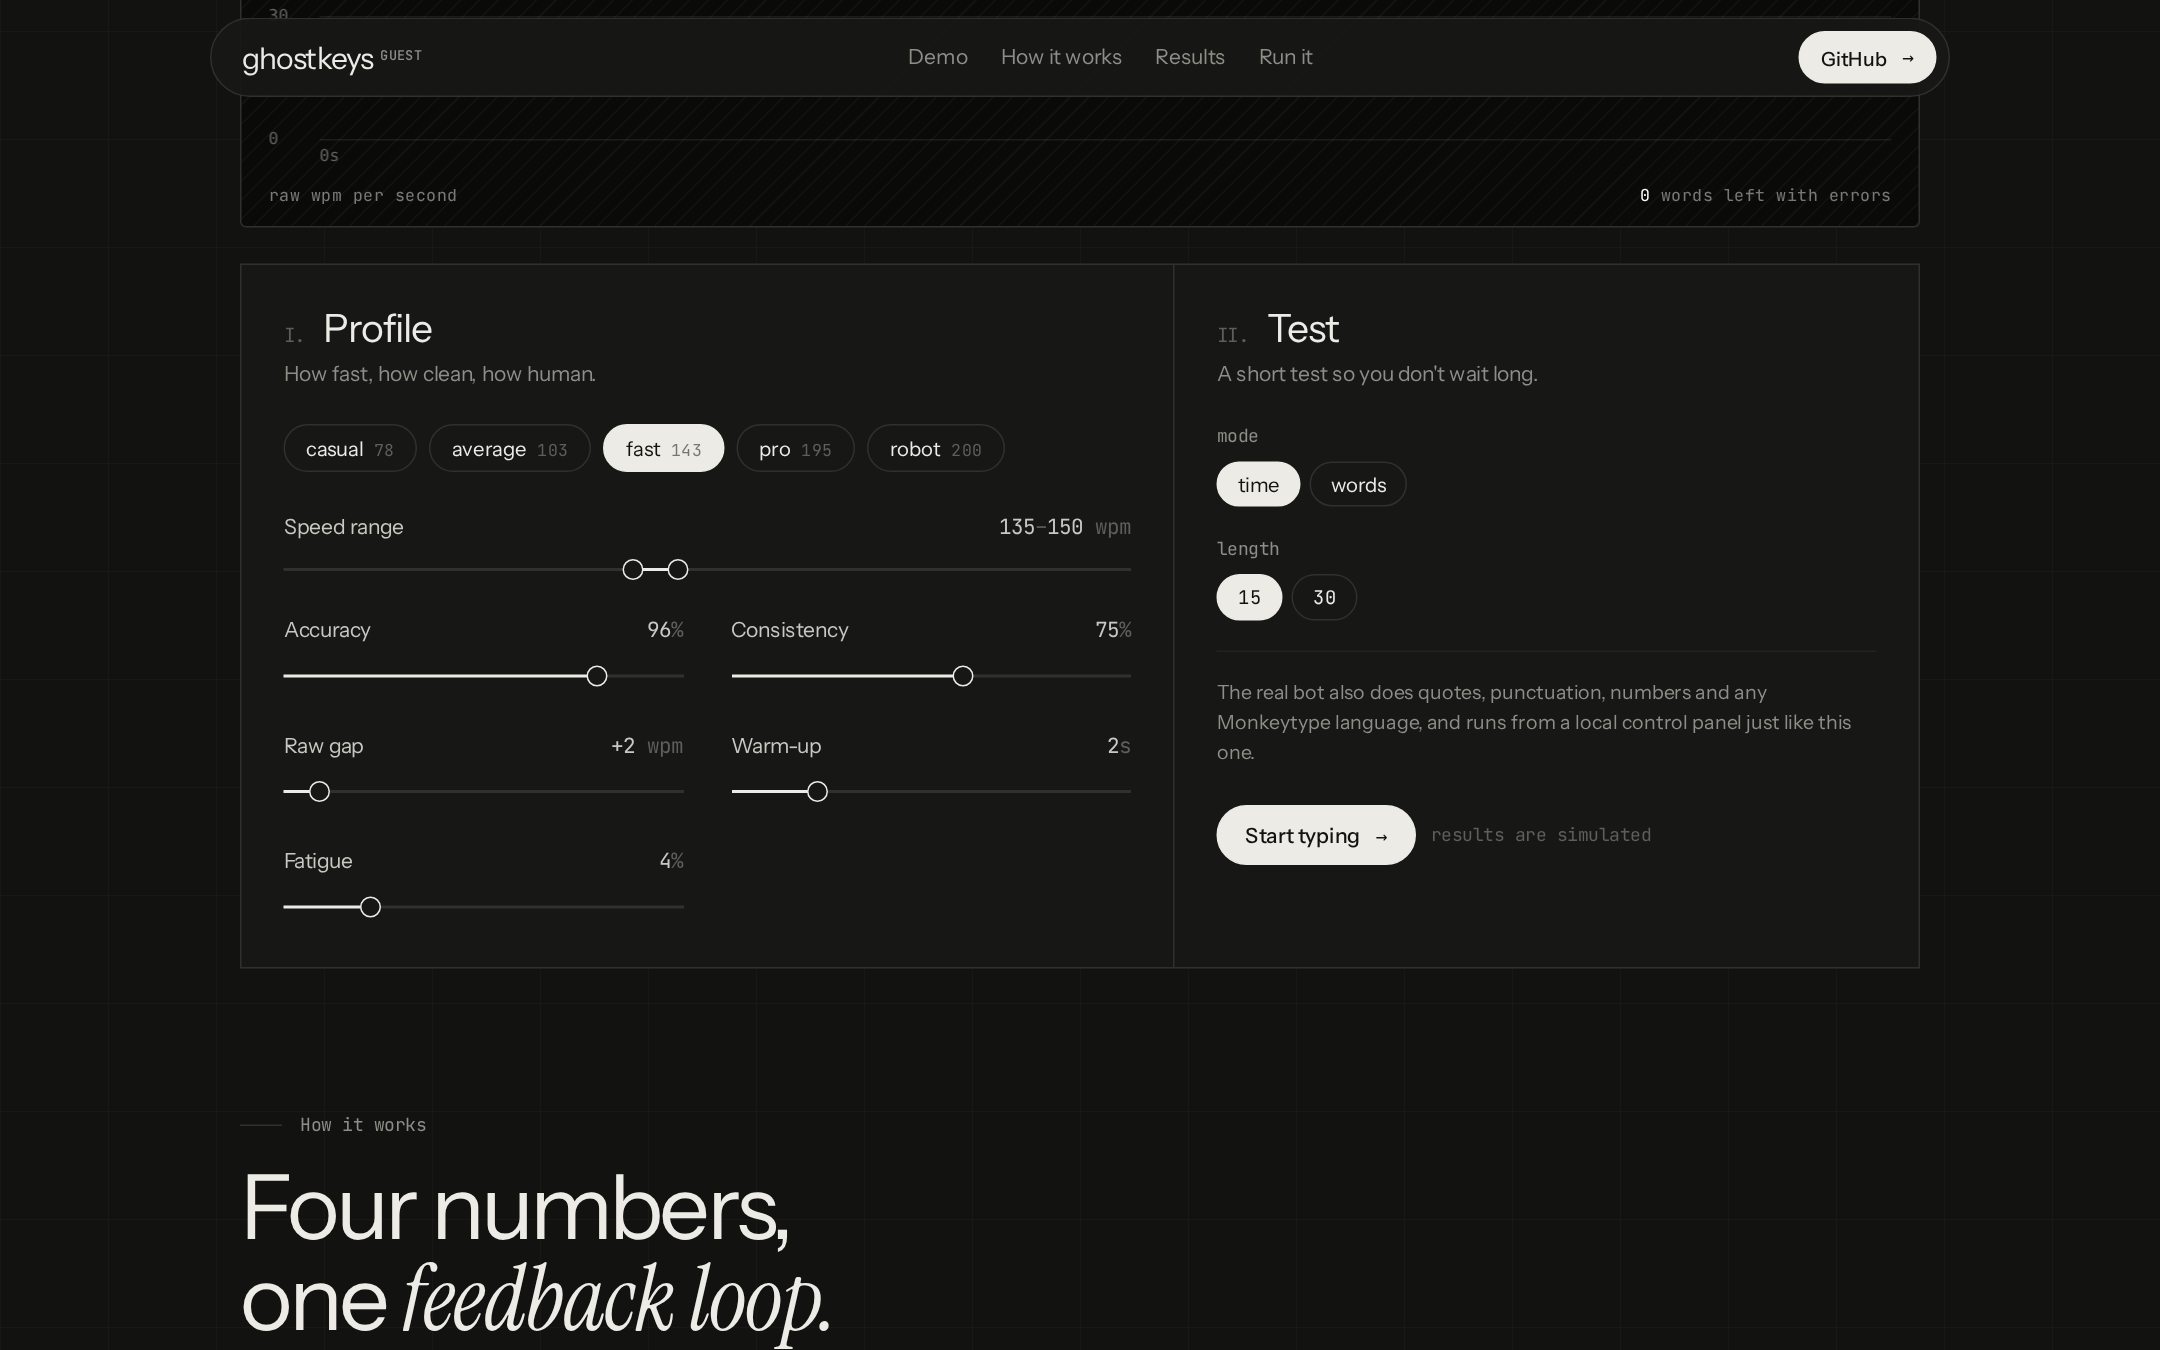 30
ghostkeys GUEST
Demo How it works Results Run it
GitHub →
0
0s
raw wpm per second
0 words left with errors
I. Profile
How fast, how clean, how human.
casual 78 average 103 fast 143 pro 195 robot 200
Speed range 135–150 wpm
Accuracy 96%
Consistency 75%
Raw gap +2 wpm
Warm-up 2s
Fatigue 4%
II. Test
A short test so you don't wait long.
mode
time words
length
15 30
The real bot also does quotes, punctuation, numbers and any
Monkeytype language, and runs from a local control panel just like this
one.
Start typing → results are simulated
How it works
Four numbers,
one feedback loop.